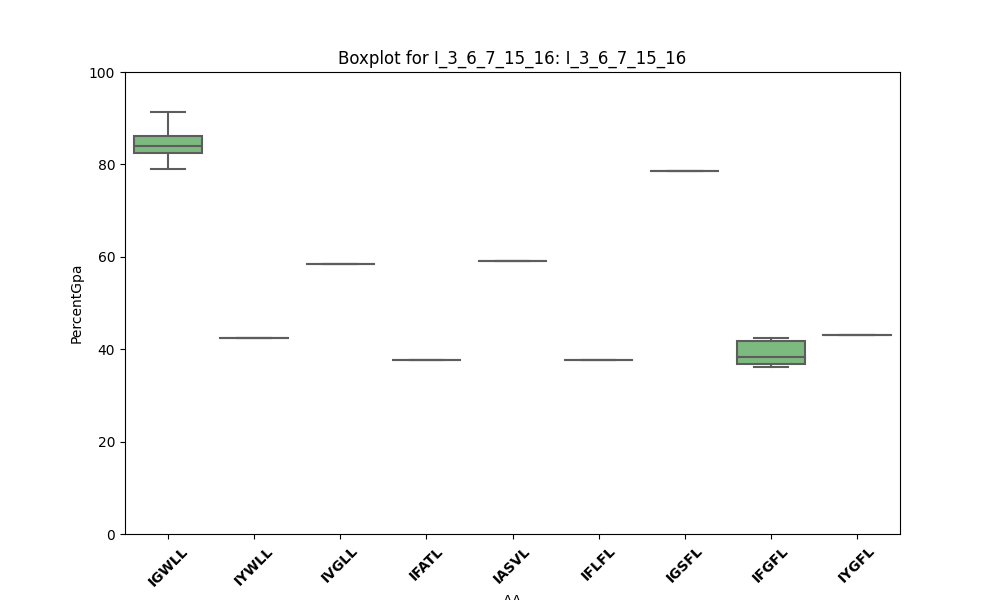 Boxplot for I_3_6_7_15_16: I_3_6_7_15_16
PercentGpa
100
80
60
40
20
0
IGWLL
IYWLL
IVGLL
IFATL
IASVL
IFLFL
IGSFL
IFGFL
IYGFL
AA